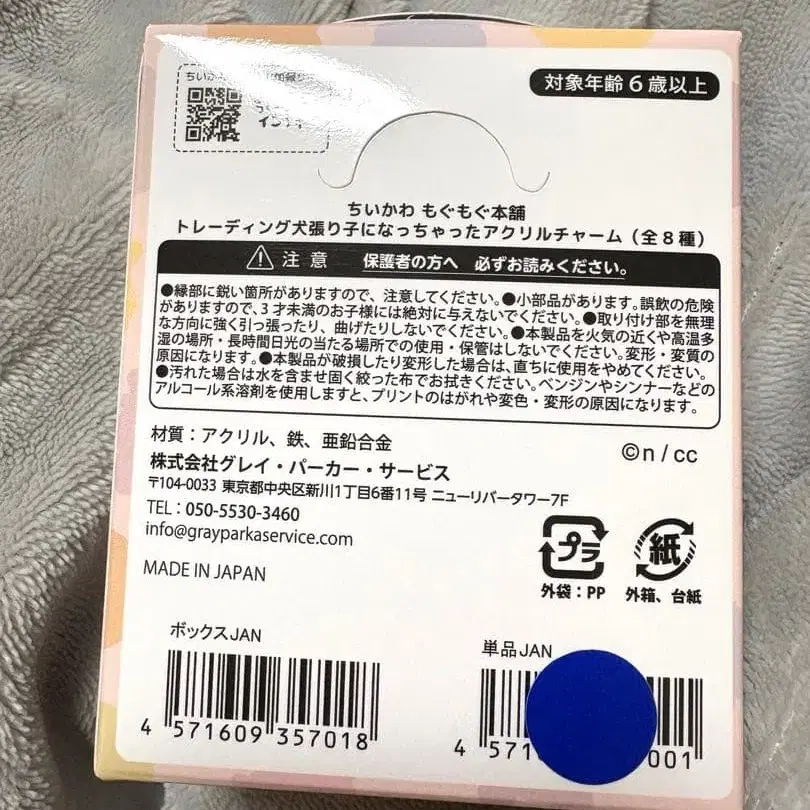 ちいかわ
対象年齢6歳以上
ちいかわ もぐもぐ本舗
トレーディング犬張り子になっちゃったアクリルチャーム（全8種）
注意 保護者の方へ 必ずお読みください。
●縁部に鋭い箇所がありますので、注意してください。●小部品があります。誤飲の危険
がありますので、3才未満のお子様には絶対に与えないでください。●取り付け部を無理
な方向に強く引っ張ったり、曲げたりしないでください。●本製品を火気の近くや高温多
湿の場所・長時間日光の当たる場所での使用・保管はしないでください。変形・変質の
原因になります。●本製品が破損したり変形した場合は、直ちに使用をやめてください。
●汚れた場合は水を含ませ固く絞った布でお拭きください。ベンジンやシンナーなどの
アルコール系溶剤を使用しますと、プリントのはがれや変色・変形の原因になります。
材質：アクリル、鉄、亜鉛合金
©n / cc
株式会社グレイ・パーカー・サービス
〒104-0033 東京都中央区新川1丁目6番11号 ニューリバータワー7F
TEL：050-5530-3460
info@grayparkaservice.com
MADE IN JAPAN
プラ
外袋：PP
紙
外箱、台紙
ボックスJAN
4 571609 357018
単品JAN
4 571 001